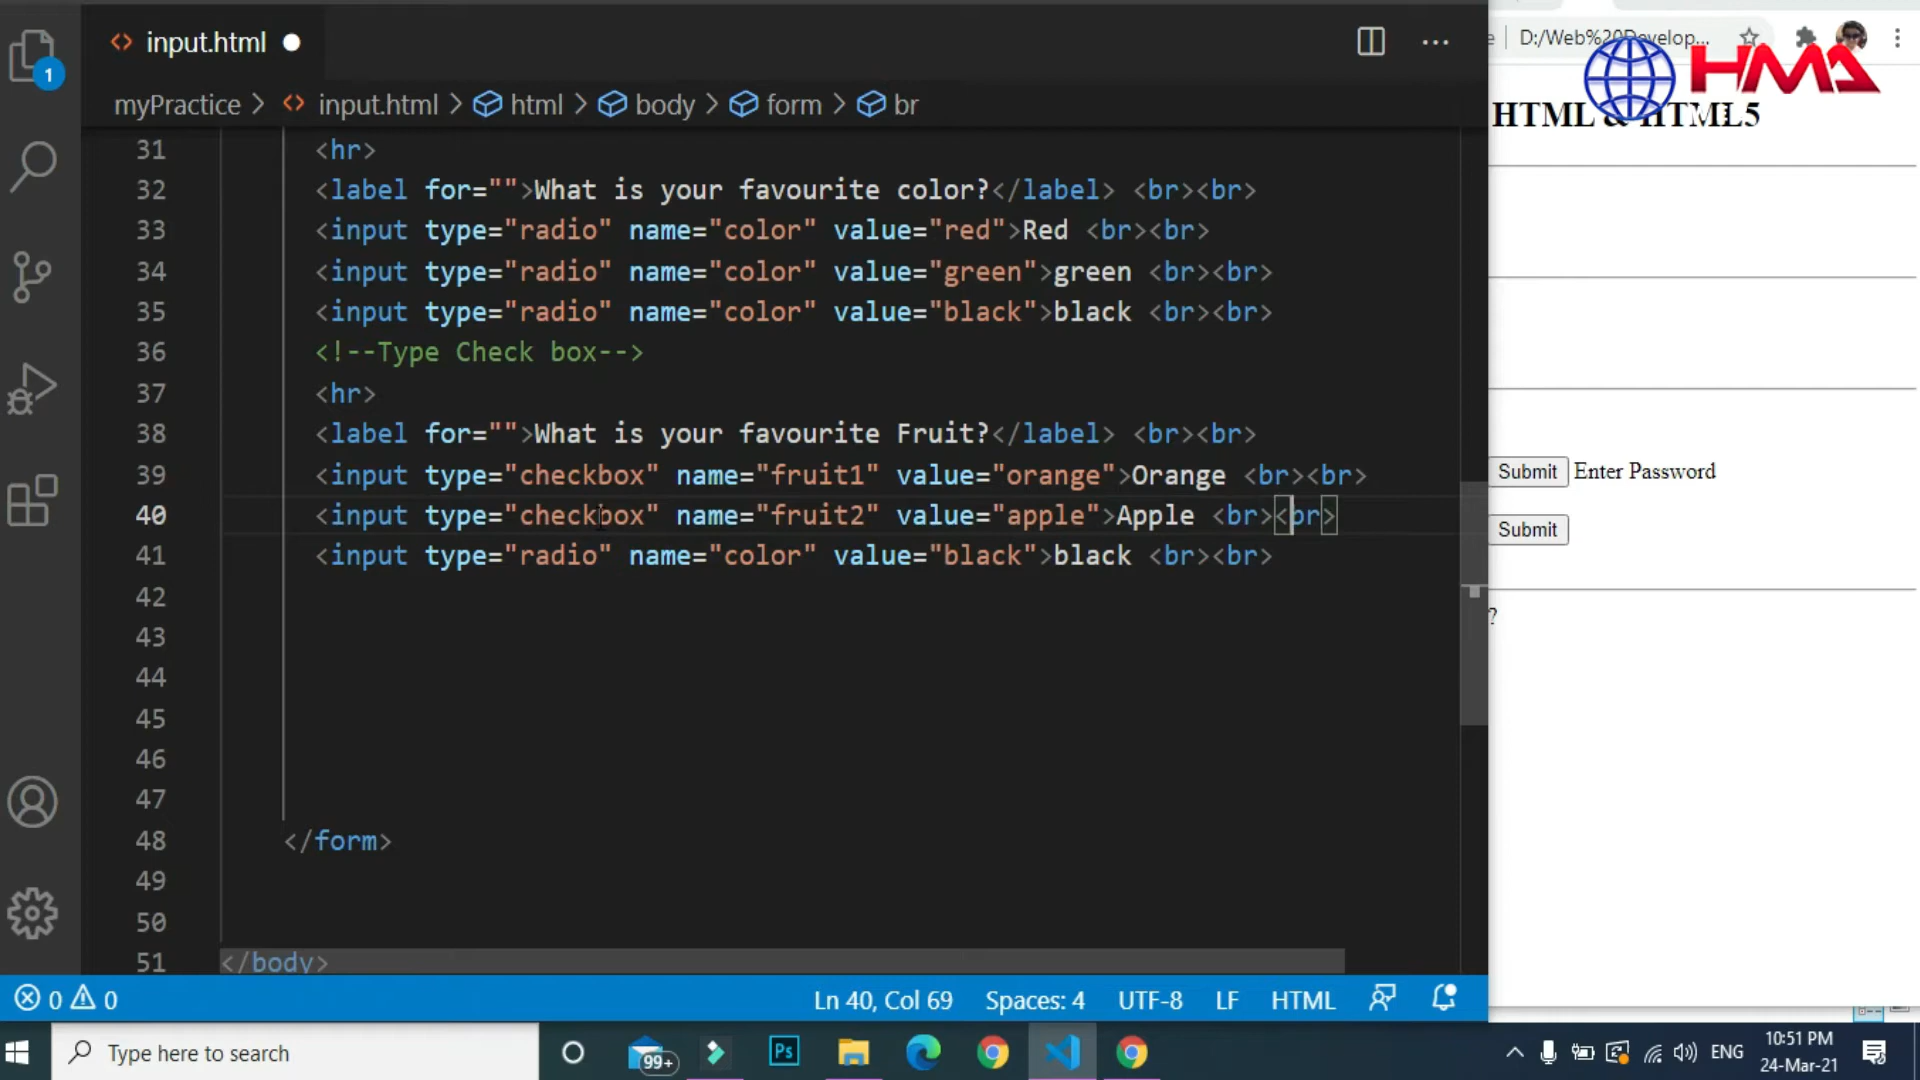 input.html
D:/Web%20Develop...
HMA
myPractice > input.html > html > body > form > br
HTML & HTML5
31 <hr>
32 <label for="">What is your favourite color?</label> <br><br>
33 <input type="radio" name="color" value="red">Red <br><br>
34 <input type="radio" name="color" value="green">green <br><br>
35 <input type="radio" name="color" value="black">black <br><br>
36 <!--Type Check box-->
37 <hr>
38 <label for="">What is your favourite Fruit?</label> <br><br>
39 <input type="checkbox" name="fruit1" value="orange">Orange <br><br>
40 <input type="checkbox" name="fruit2" value="apple">Apple <br><br>
41 <input type="radio" name="color" value="black">black <br><br>
42
43
44
45
46
47
48 </form>
49
50
51 </body>
1
Submit Enter Password
Submit
?
0 0
Ln 40, Col 69 Spaces: 4 UTF-8 LF HTML
Type here to search
99+
Ps
ENG
10:51 PM
24-Mar-21